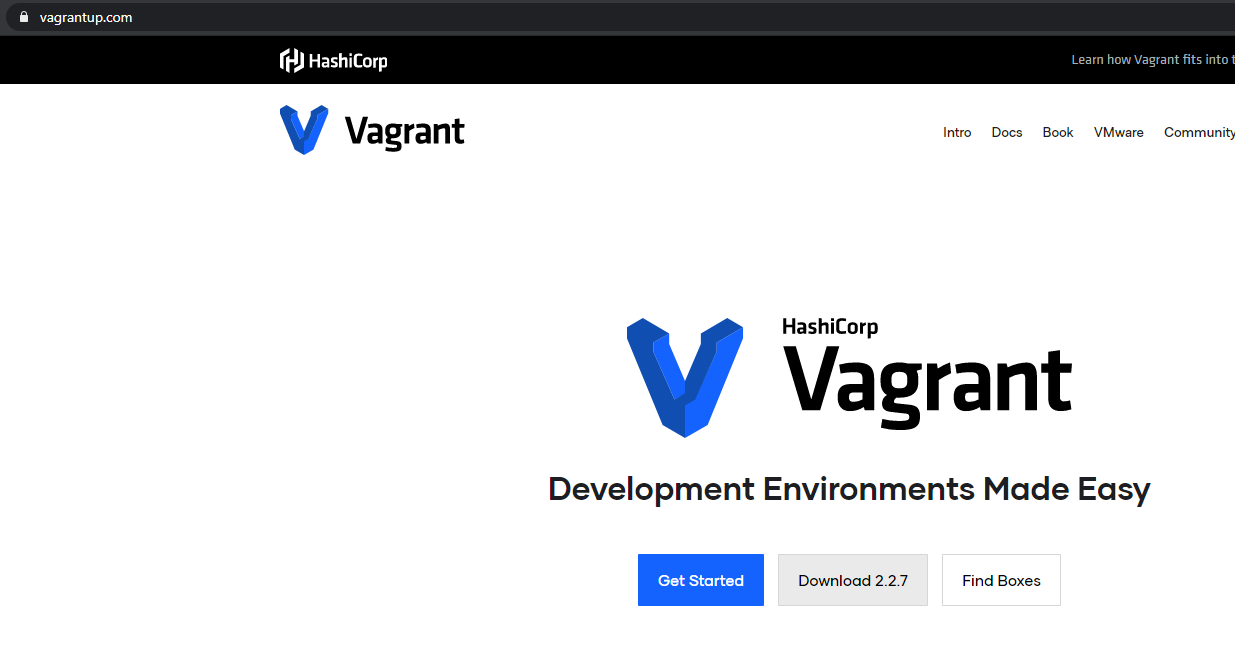 vagrantup.com
HashiCorp
Learn how Vagrant fits into t
Vagrant
Intro Docs Book VMware Community
HashiCorp
Vagrant
Development Environments Made Easy
Get Started Download 2.2.7 Find Boxes